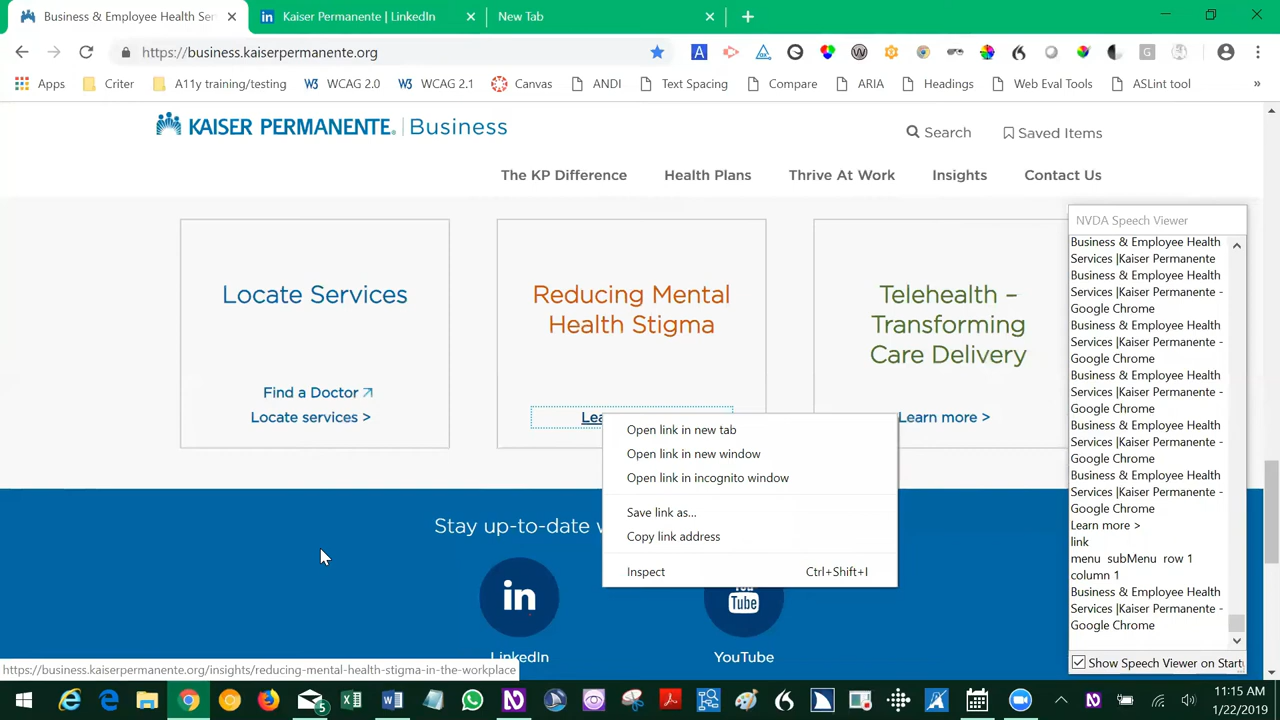 Business & Employee Health Ser
Kaiser Permanente | LinkedIn
New Tab
https://business.kaiserpermanente.org
Apps
Criter
A11y training/testing
W3 WCAG 2.0
W3 WCAG 2.1
Canvas
ANDI
Text Spacing
Compare
ARIA
Headings
Web Eval Tools
ASLint tool
»
KAISER PERMANENTE® | Business
Search
Saved Items
The KP Difference
Health Plans
Thrive At Work
Insights
Contact Us
Locate Services
Find a Doctor
Locate services >
Reducing Mental
Health Stigma
Lea
Telehealth –
Transforming
Care Delivery
Learn more >
Open link in new tab
Open link in new window
Open link in incognito window
Save link as...
Copy link address
Inspect Ctrl+Shift+I
Stay up-to-date w
in
You
Tube
LinkedIn
YouTube
https://business.kaiserpermanente.org/insights/reducing-mental-health-stigma-in-the-workplace
NVDA Speech Viewer
Business & Employee Health
Services |Kaiser Permanente
Business & Employee Health
Services |Kaiser Permanente -
Google Chrome
Business & Employee Health
Services |Kaiser Permanente -
Google Chrome
Business & Employee Health
Services |Kaiser Permanente -
Google Chrome
Business & Employee Health
Services |Kaiser Permanente -
Google Chrome
Business & Employee Health
Services |Kaiser Permanente -
Google Chrome
Learn more >
link
menu subMenu row 1
column 1
Business & Employee Health
Services |Kaiser Permanente -
Google Chrome
Show Speech Viewer on Start
5
11:15 AM
1/22/2019